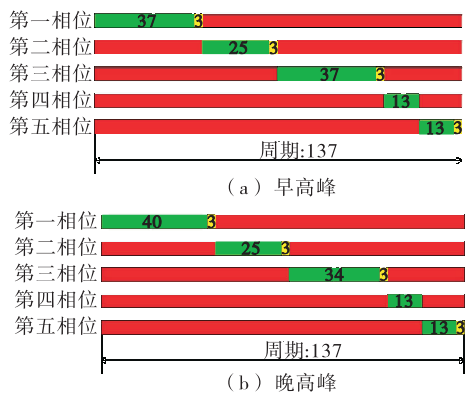 第一相位 37 3
第二相位 25 3
第三相位 37 3
第四相位 13
第五相位 13 3
周期:137
（a）早高峰
第一相位 40 3
第二相位 25 3
第三相位 34 3
第四相位 13
第五相位 13 3
周期:137
（b）晚高峰